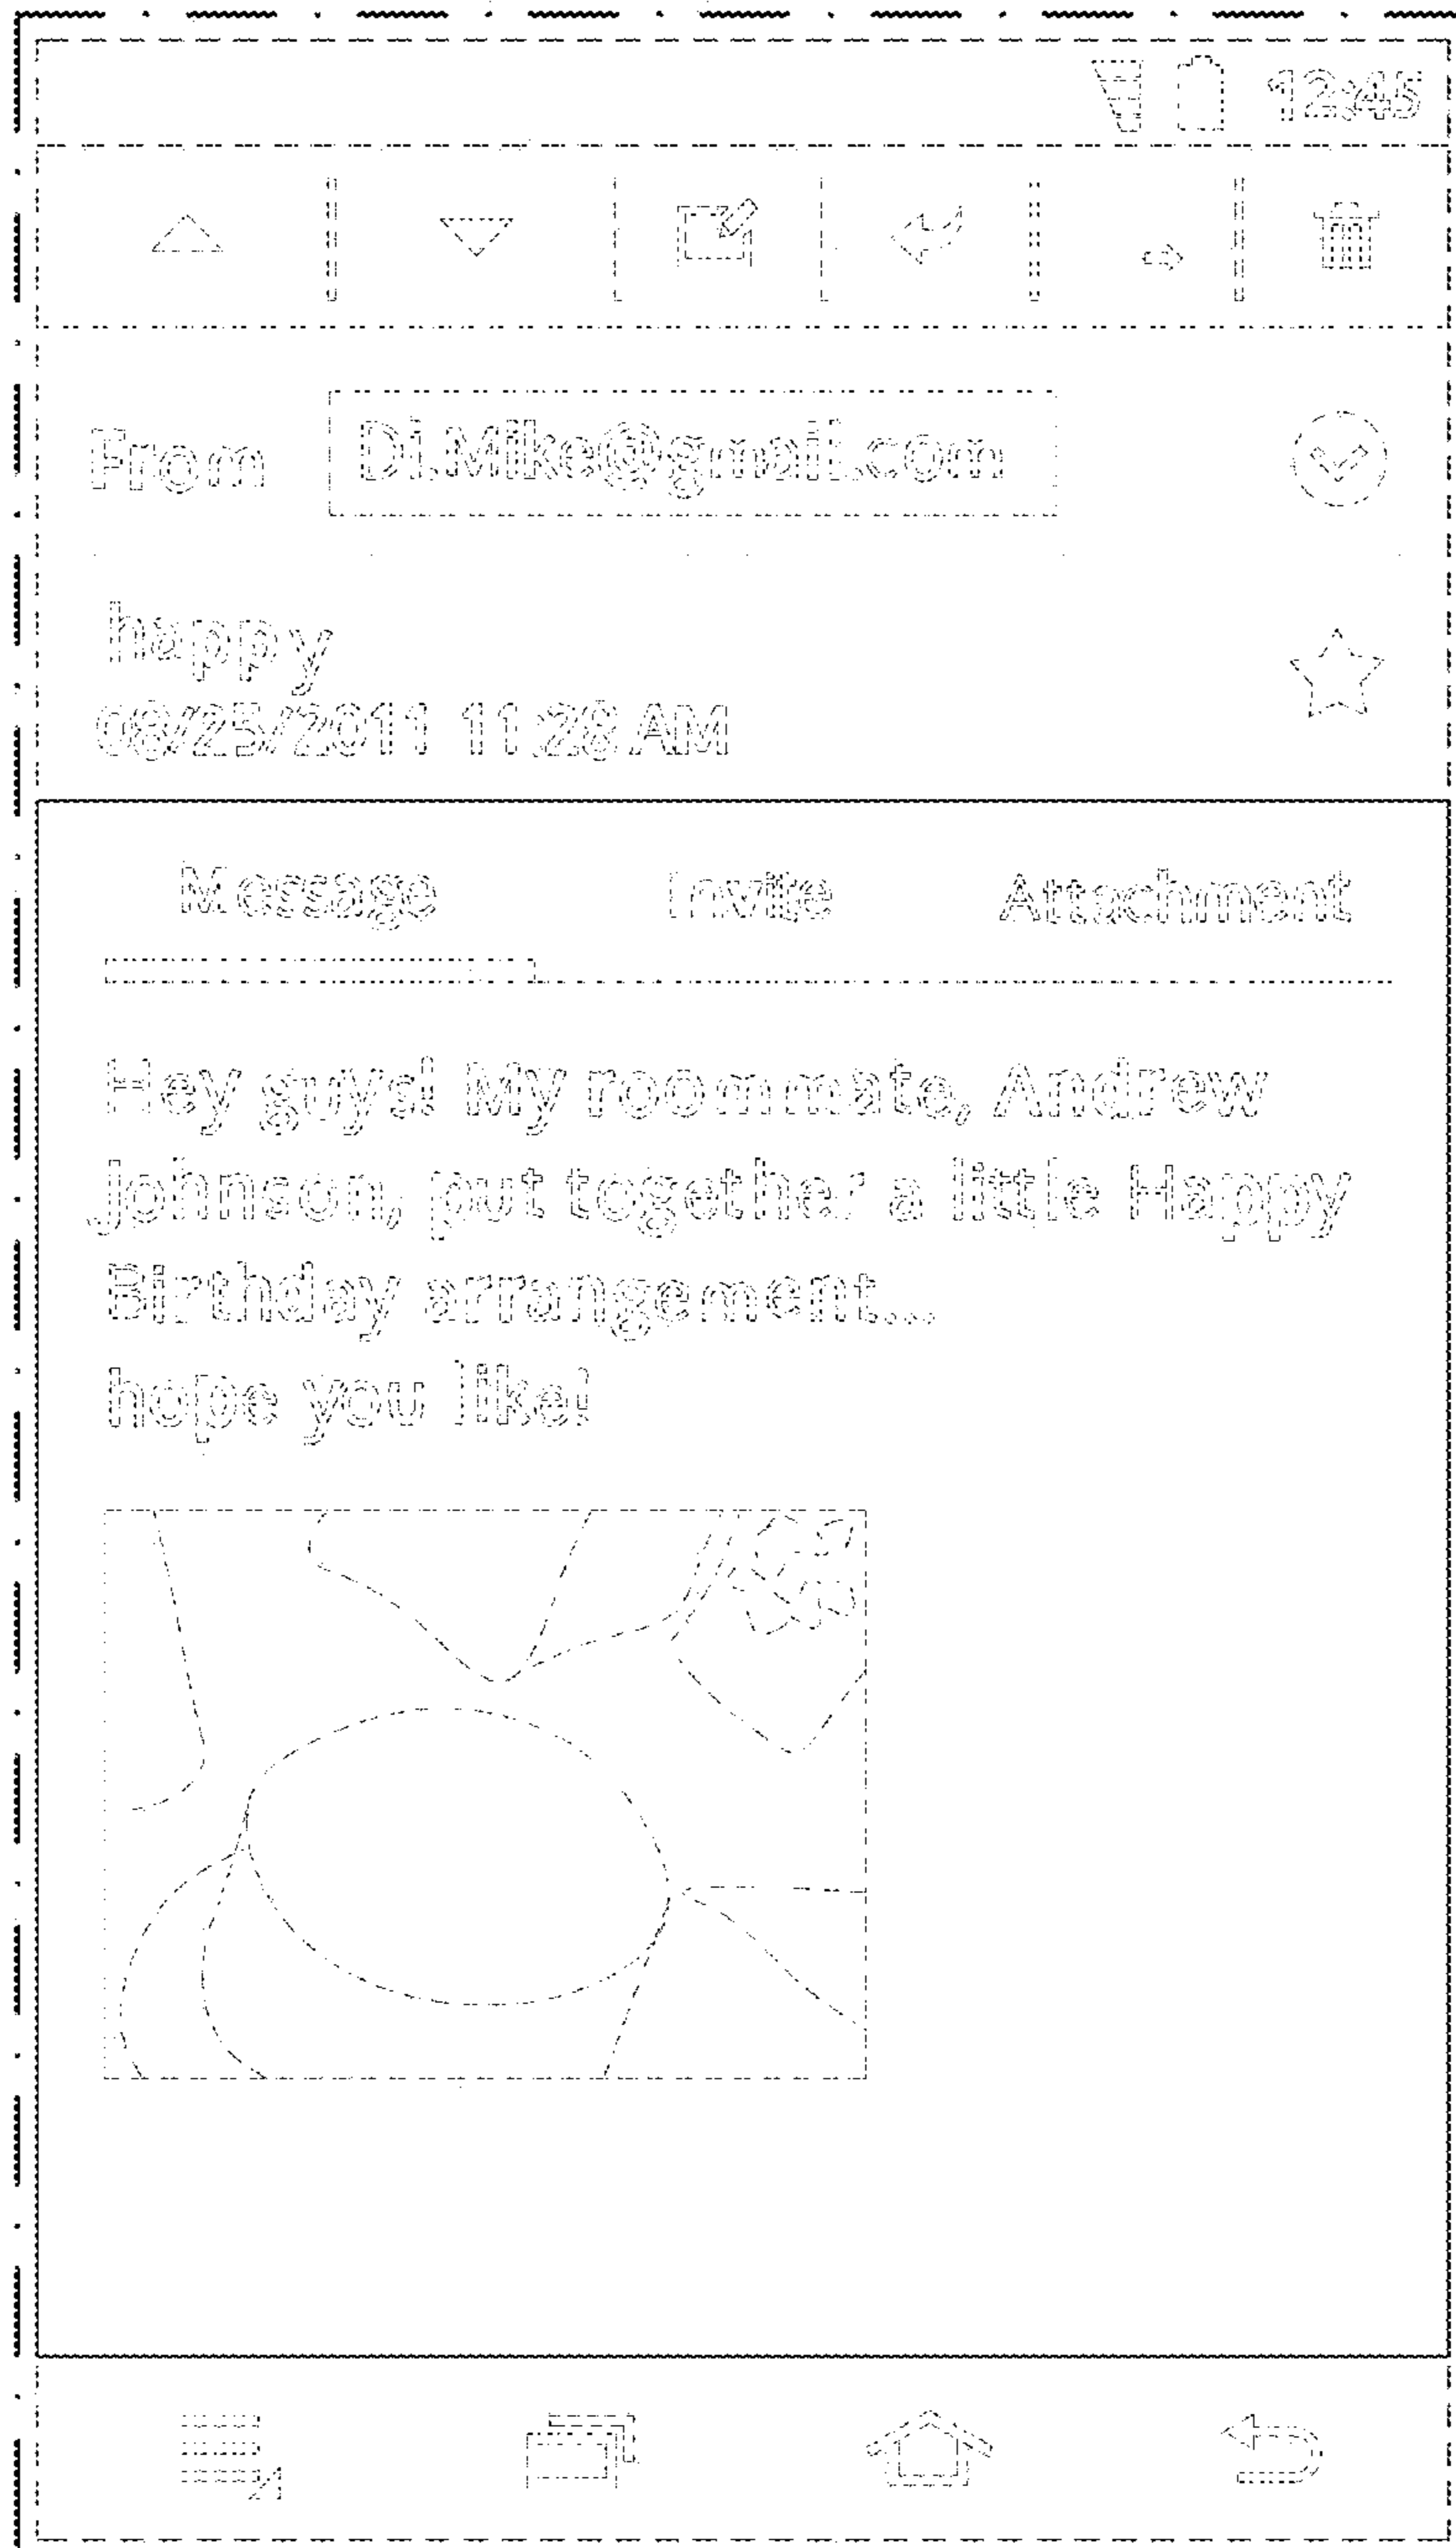 12:45
From Di.Mike@gmail.com
happy
08/25/2011 11:28 AM
Message Invite Attachment
Hey guys! My roommate, Andrew
Johnson, put together a little Happy
Birthday arrangement...
hope you like!